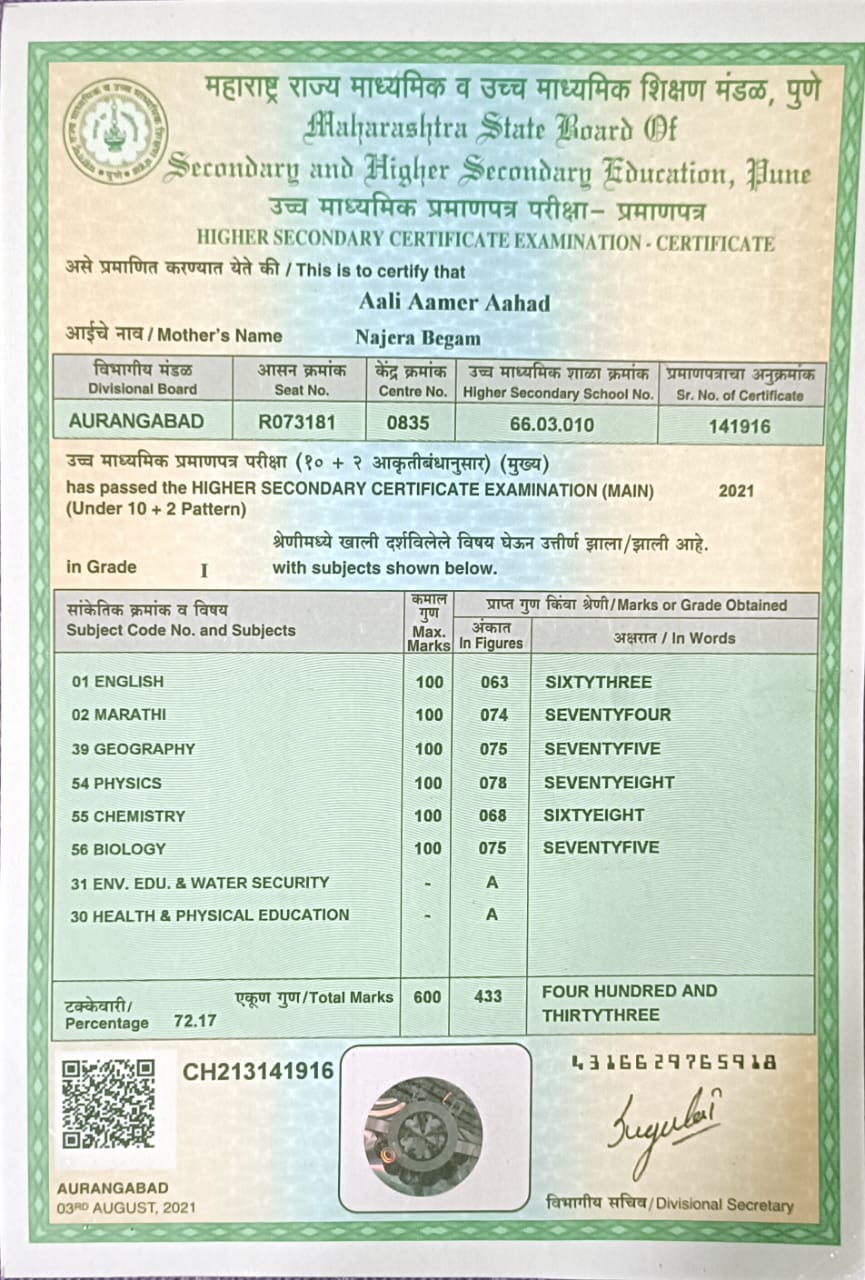 महाराष्ट्र राज्य माध्यमिक व उच्च माध्यमिक शिक्षण मंडळ, पुणे
Maharashtra State Board Of
Secondary and Higher Secondary Education, Pune
उच्च माध्यमिक प्रमाणपत्र परीक्षा– प्रमाणपत्र
HIGHER SECONDARY CERTIFICATE EXAMINATION - CERTIFICATE
असे प्रमाणित करण्यात येते की / This is to certify that
Aali Aamer Aahad
आईचे नाव / Mother's Name Najera Begam
विभागीय मंडळ आसन क्रमांक केंद्र क्रमांक उच्च माध्यमिक शाळा क्रमांक प्रमाणपत्राचा अनुक्रमांक
Divisional Board Seat No. Centre No. Higher Secondary School No. Sr. No. of Certificate
AURANGABAD R073181 0835 66.03.010 141916
उच्च माध्यमिक प्रमाणपत्र परीक्षा (१० + २ आकृतीबंधानुसार) (मुख्य)
has passed the HIGHER SECONDARY CERTIFICATE EXAMINATION (MAIN) 2021
(Under 10 + 2 Pattern)
श्रेणीमध्ये खाली दर्शविलेले विषय घेऊन उत्तीर्ण झाला/झाली आहे.
in Grade I with subjects shown below.
सांकेतिक क्रमांक व विषय कमाल गुण प्राप्त गुण किंवा श्रेणी/Marks or Grade Obtained
Subject Code No. and Subjects Max. Marks अंकात In Figures अक्षरात / In Words
01 ENGLISH 100 063 SIXTYTHREE
02 MARATHI 100 074 SEVENTYFOUR
39 GEOGRAPHY 100 075 SEVENTYFIVE
54 PHYSICS 100 078 SEVENTYEIGHT
55 CHEMISTRY 100 068 SIXTYEIGHT
56 BIOLOGY 100 075 SEVENTYFIVE
31 ENV. EDU. & WATER SECURITY - A
30 HEALTH & PHYSICAL EDUCATION - A
टक्केवारी/ एकूण गुण/Total Marks 600 433 FOUR HUNDRED AND
Percentage 72.17 THIRTYTHREE
CH213141916
4316629765918
AURANGABAD
03RD AUGUST, 2021
विभागीय सचिव/Divisional Secretary